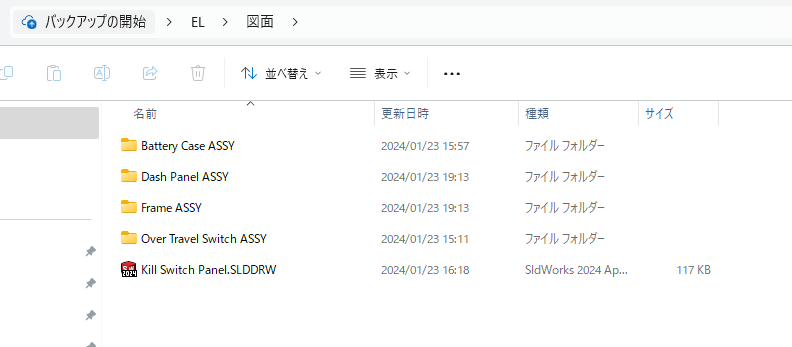 バックアップの開始 > EL > 図面 >
並べ替え 表示 ...
名前 更新日時 種類 サイズ
Battery Case ASSY 2024/01/23 15:57 ファイル フォルダー
Dash Panel ASSY 2024/01/23 19:13 ファイル フォルダー
Frame ASSY 2024/01/23 19:13 ファイル フォルダー
Over Travel Switch ASSY 2024/01/23 15:11 ファイル フォルダー
Kill Switch Panel.SLDDRW 2024/01/23 16:18 SldWorks 2024 Ap... 117 KB